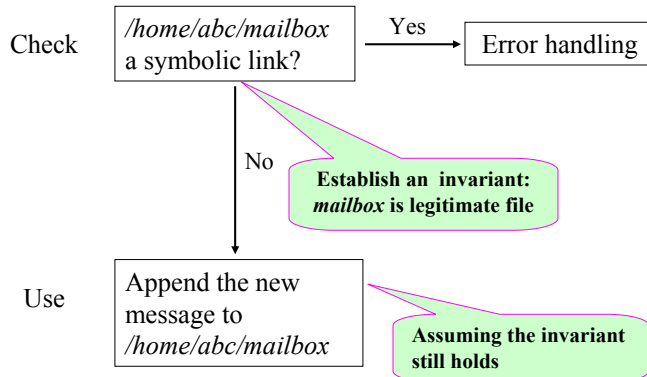 Check
/home/abc/mailbox
a symbolic link?
Yes
Error handling
No
Establish an invariant:
mailbox is legitimate file
Use
Append the new
message to
/home/abc/mailbox
Assuming the invariant
still holds